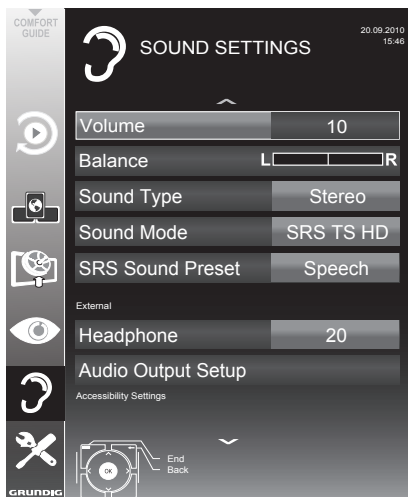 COMFORT
GUIDE
SOUND SETTINGS
20.09.2010
15:46
Volume 10
Balance L R
Sound Type Stereo
Sound Mode SRS TS HD
SRS Sound Preset Speech
External
Headphone 20
Audio Output Setup
Accessibility Settings
End
Back
OK
GRUNDIG